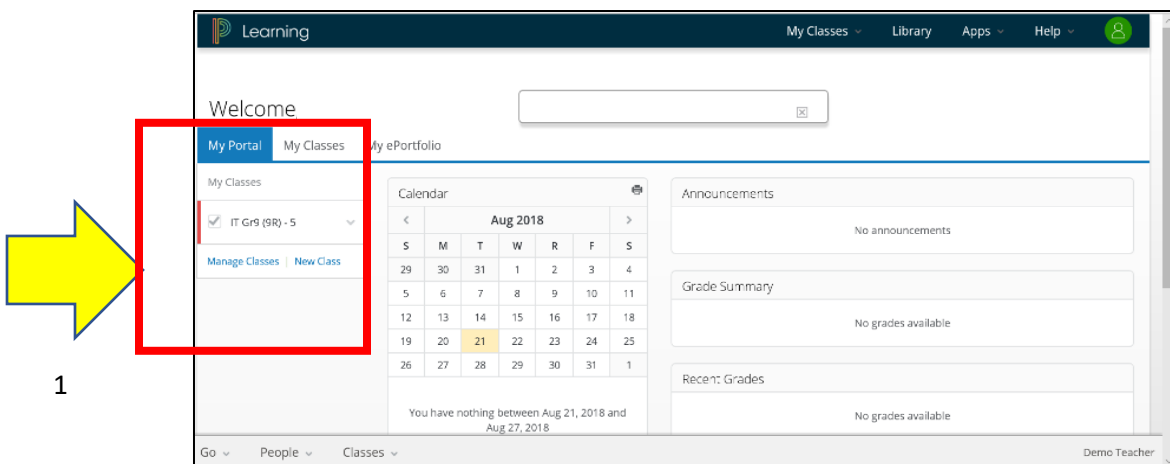 Learning
My Classes Library Apps Help
Welcome
My Portal My Classes My ePortfolio
My Classes
IT Gr9 (9R) - 5
Manage Classes | New Class
Calendar
< Aug 2018 >
S M T W R F S
29 30 31 1 2 3 4
5 6 7 8 9 10 11
12 13 14 15 16 17 18
19 20 21 22 23 24 25
26 27 28 29 30 31 1
You have nothing between Aug 21, 2018 and
Aug 27, 2018
Announcements
No announcements
Grade Summary
No grades available
Recent Grades
No grades available
1
Go People Classes Demo Teacher